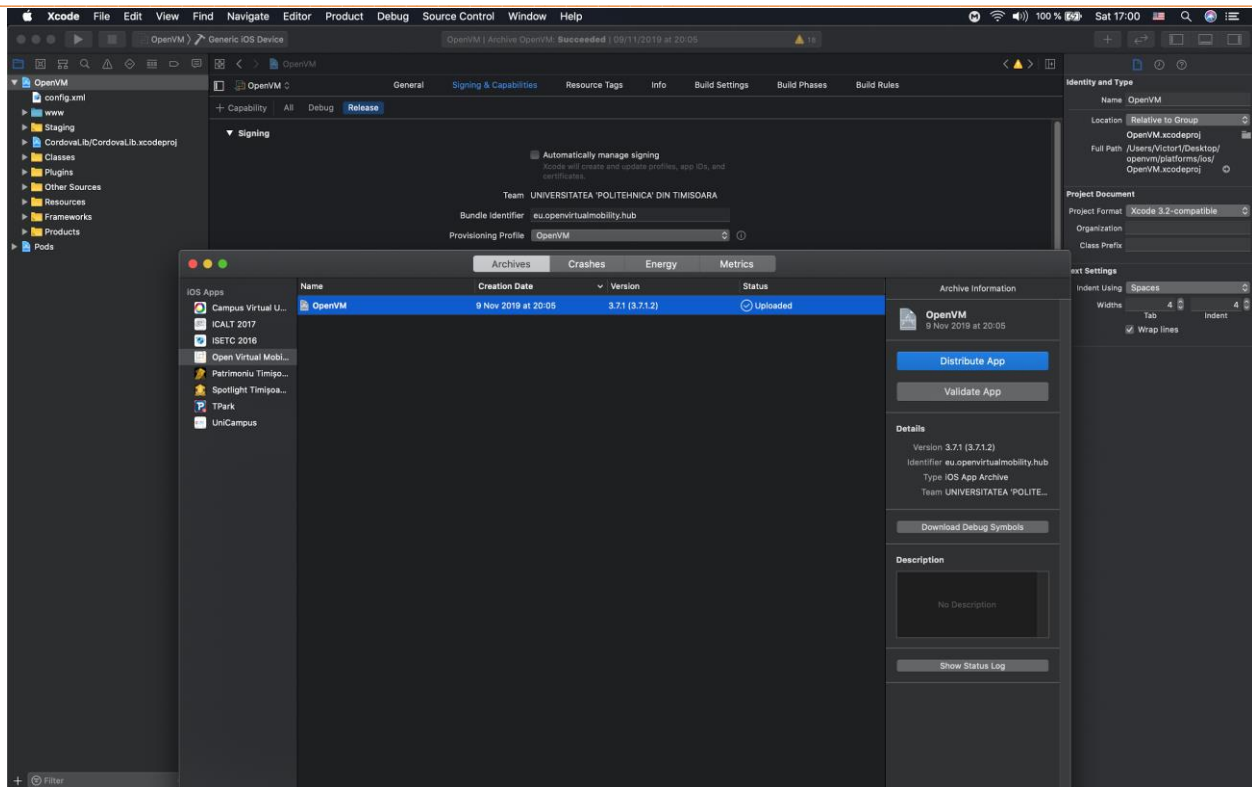 Xcode File Edit View Find Navigate Editor Product Debug Source Control Window Help 100 % Sat 17:00
OpenVM Generic iOS Device OpenVM | Archive OpenVM: Succeeded | 09/11/2019 at 20:05
OpenVM
OpenVM
config.xml
www
Staging
CordovaLib/CordovaLib.xcodeproj
Classes
Plugins
Other Sources
Resources
Frameworks
Products
Pods
OpenVM General Signing & Capabilities Resource Tags Info Build Settings Build Phases Build Rules
+ Capability All Debug Release
Signing
Automatically manage signing
Xcode will create and update profiles, app IDs, and
certificates.
Team UNIVERSITATEA 'POLITEHNICA' DIN TIMISOARA
Bundle Identifier eu.openvirtualmobility.hub
Provisioning Profile OpenVM
Identity and Type
Name OpenVM
Location Relative to Group
OpenVM.xcodeproj
Full Path /Users/Victor1/Desktop/
openvm/platforms/ios/
OpenVM.xcodeproj
Project Document
Project Format Xcode 3.2-compatible
Organization
Class Prefix
ext Settings
Indent Using Spaces
Widths 4 4
Tab Indent
Wrap lines
Archives Crashes Energy Metrics
iOS Apps
Campus Virtual U...
ICALT 2017
ISETC 2016
Open Virtual Mobi...
Patrimoniu Timișo...
Spotlight Timișoa...
TPark
UniCampus
Name Creation Date Version Status
OpenVM 9 Nov 2019 at 20:05 3.7.1 (3.7.1.2) Uploaded
Archive Information
OpenVM
9 Nov 2019 at 20:05
Distribute App
Validate App
Details
Version 3.7.1 (3.7.1.2)
Identifier eu.openvirtualmobility.hub
Type iOS App Archive
Team UNIVERSITATEA 'POLITE...
Download Debug Symbols
Description
No Description
Show Status Log
Filter